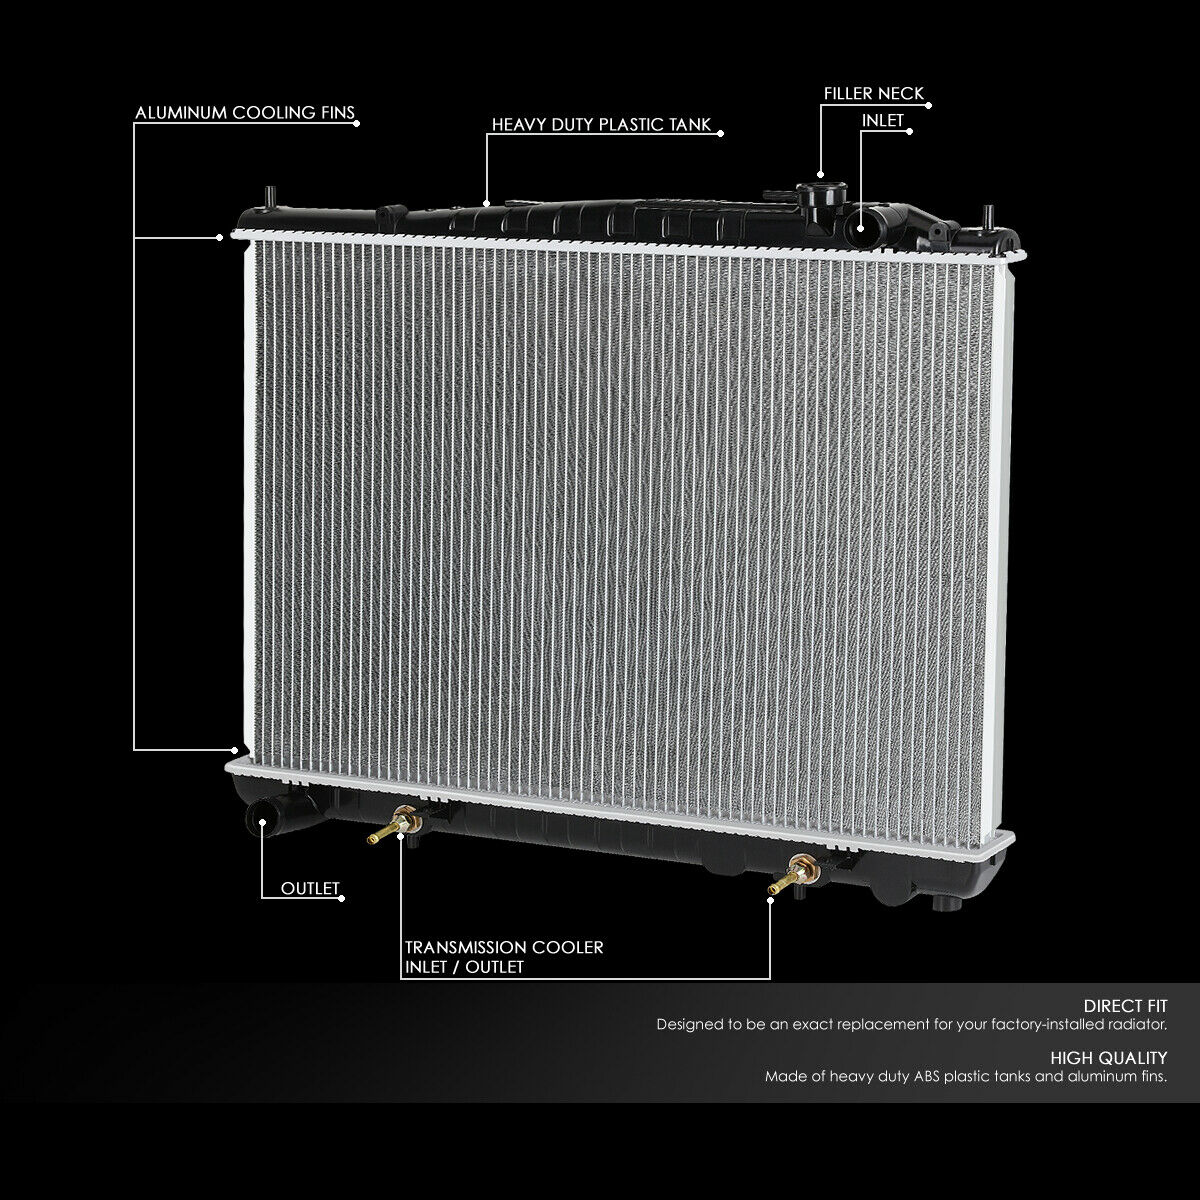 FILLER NECK
ALUMINUM COOLING FINS
HEAVY DUTY PLASTIC TANK
INLET
OUTLET
TRANSMISSION COOLER
INLET / OUTLET
DIRECT FIT
Designed to be an exact replacement for your factory-installed radiator.
HIGH QUALITY
Made of heavy duty ABS plastic tanks and aluminum fins.